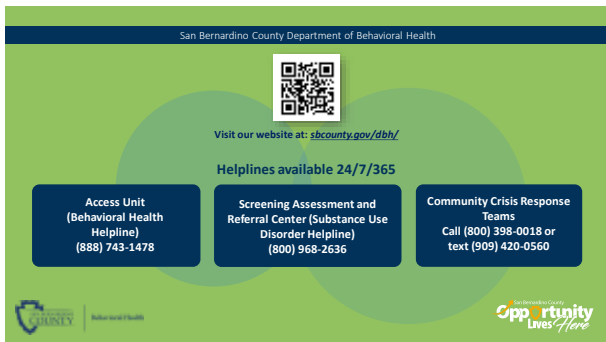 San Bernardino County Department of Behavioral Health
Visit our website at: sbcounty.gov/dbh/
Helplines available 24/7/365
Access Unit
(Behavioral Health
Helpline)
(888) 743-1478
Screening Assessment and
Referral Center (Substance Use
Disorder Helpline)
(800) 968-2636
Community Crisis Response
Teams
Call (800) 398-0018 or
text (909) 420-0560
COUNTY
Behavioral Health
San Bernardino County
Opportunity
Lives Here